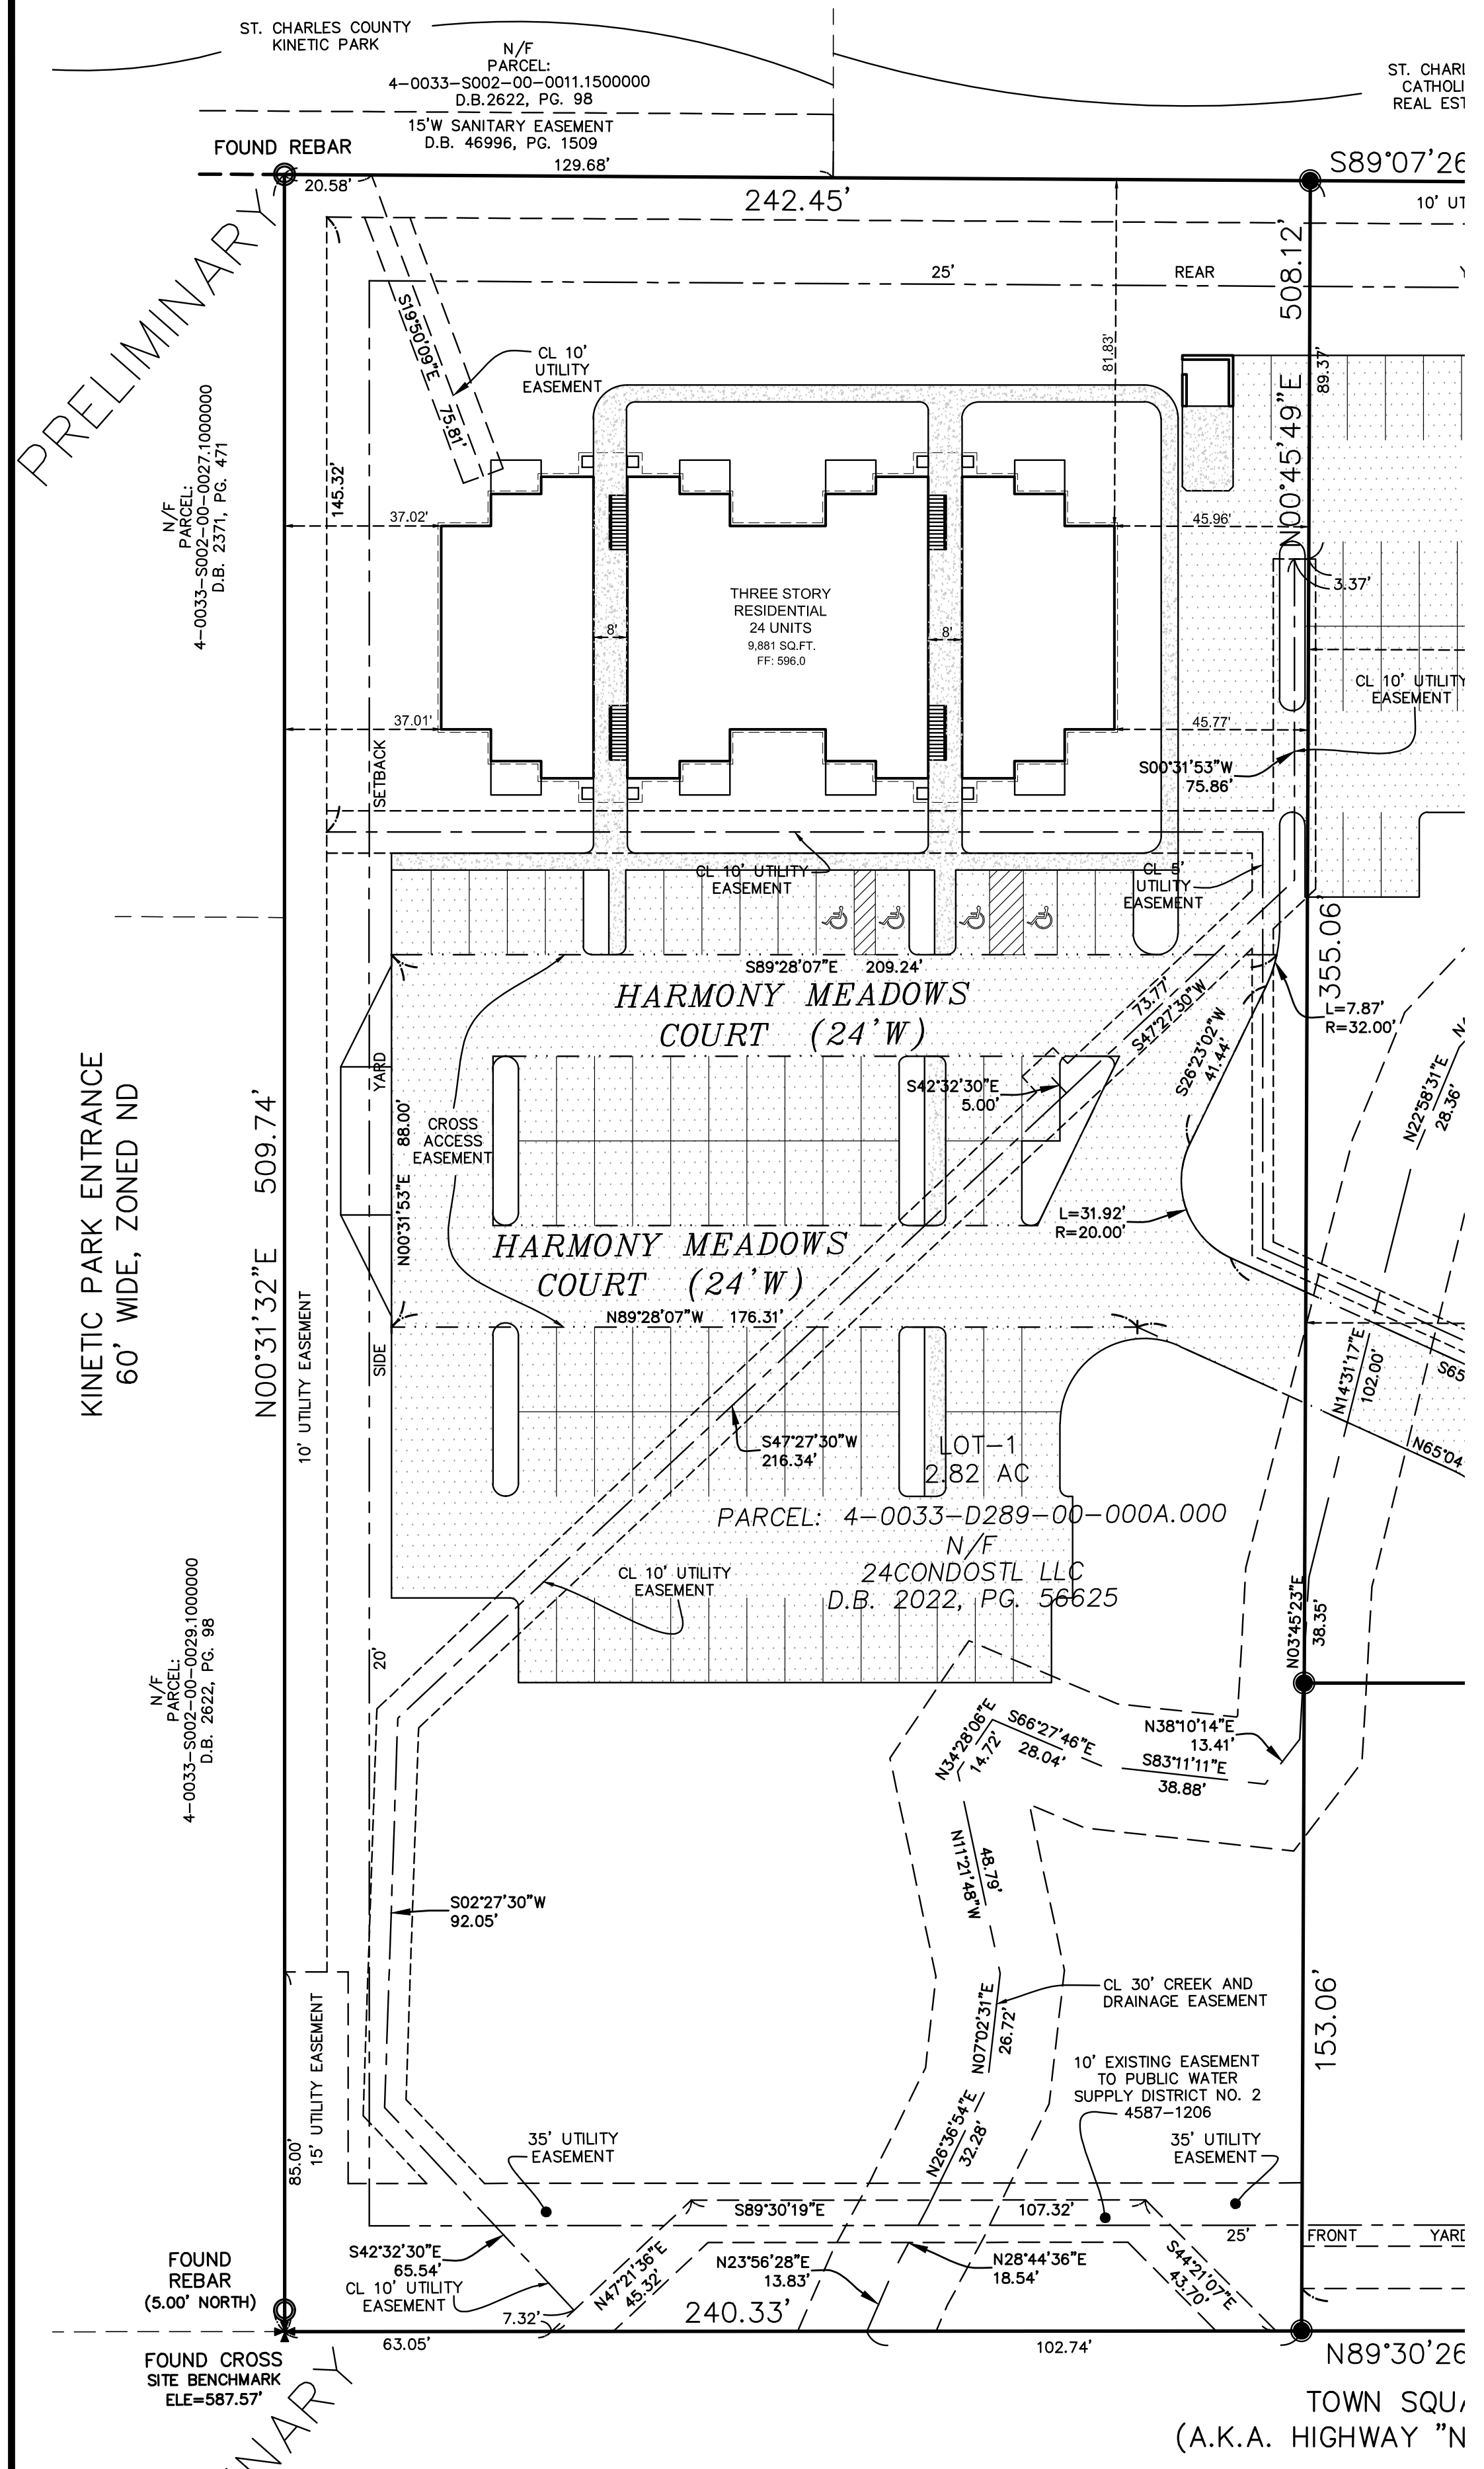 ST. CHARLES COUNTY
KINETIC PARK
N/F
PARCEL:
4-0033-S002-00-0011.1500000
D.B.2622, PG. 98
ST. CHARL
CATHOLI
REAL EST
15'W SANITARY EASEMENT
D.B. 46996, PG. 1509
FOUND REBAR
129.68'
20.58'
242.45'
S89°07'26
10' UT
PRELIMINARY
508.12'
25'
REAR
Y
S19°50'09"E
75.81'
CL 10'
UTILITY
EASEMENT
81.83'
N00°45'49"E
89.37'
N/F
PARCEL:
4-0033-S002-00-0027.1000000
D.B. 2371, PG. 471
145.32'
37.02'
45.96'
3.37'
THREE STORY
RESIDENTIAL
24 UNITS
9,881 SQ.FT.
FF: 596.0
8'
8'
CL 10' UTILITY
EASEMENT
37.01'
45.77'
SETBACK
S00°31'53"W
75.86'
CL 10' UTILITY
EASEMENT
CL 5'
UTILITY
EASEMENT
355.06'
S89°28'07"E 209.24'
HARMONY MEADOWS
COURT (24'W)
73.77'
S47°27'30"W
L=7.87'
R=32.00'
S26°23'02"W
41.44'
N4
N22°58'31"E
28.36'
YARD
S42°32'30"E
5.00'
CROSS
ACCESS
EASEMENT
N00°31'53"E 88.00'
KINETIC PARK ENTRANCE
60' WIDE, ZONED ND
N00°31'32"E 509.74'
L=31.92'
R=20.00'
HARMONY MEADOWS
COURT (24'W)
N89°28'07"W 176.31'
10' UTILITY EASEMENT
SIDE
N14°31'17"E
102.00'
S65
N65°04
S47°27'30"W
216.34'
LOT-1
2.82 AC
PARCEL: 4-0033-D289-00-000A.000
N/F
24CONDOSTL LLC
D.B. 2022, PG. 56625
CL 10' UTILITY
EASEMENT
N03°45'23"E
38.35'
N/F
PARCEL:
4-0033-S002-00-0029.1000000
D.B. 2622, PG. 98
20'
N34°28'06"E
14.72'
S66°27'46"E
28.04'
N38°10'14"E
13.41'
S83°11'11"E
38.88'
48.79'
N11°21'48"W
S02°27'30"W
92.05'
CL 30' CREEK AND
DRAINAGE EASEMENT
N07°02'31"E
26.72'
153.06'
15' UTILITY EASEMENT
85.00'
10' EXISTING EASEMENT
TO PUBLIC WATER
SUPPLY DISTRICT NO. 2
4587-1206
35' UTILITY
EASEMENT
35' UTILITY
EASEMENT
N26°36'54"E
32.28'
S89°30'19"E
107.32'
25'
FRONT
YARD
S42°32'30"E
65.54'
CL 10' UTILITY
EASEMENT
N47°21'36"E
45.32'
N23°56'28"E
13.83'
N28°44'36"E
18.54'
S44°21'07"E
43.70'
FOUND
REBAR
(5.00' NORTH)
7.32'
240.33'
63.05'
102.74'
FOUND CROSS
SITE BENCHMARK
ELE=587.57'
N89°30'26
TOWN SQUA
(A.K.A. HIGHWAY "N
NARY